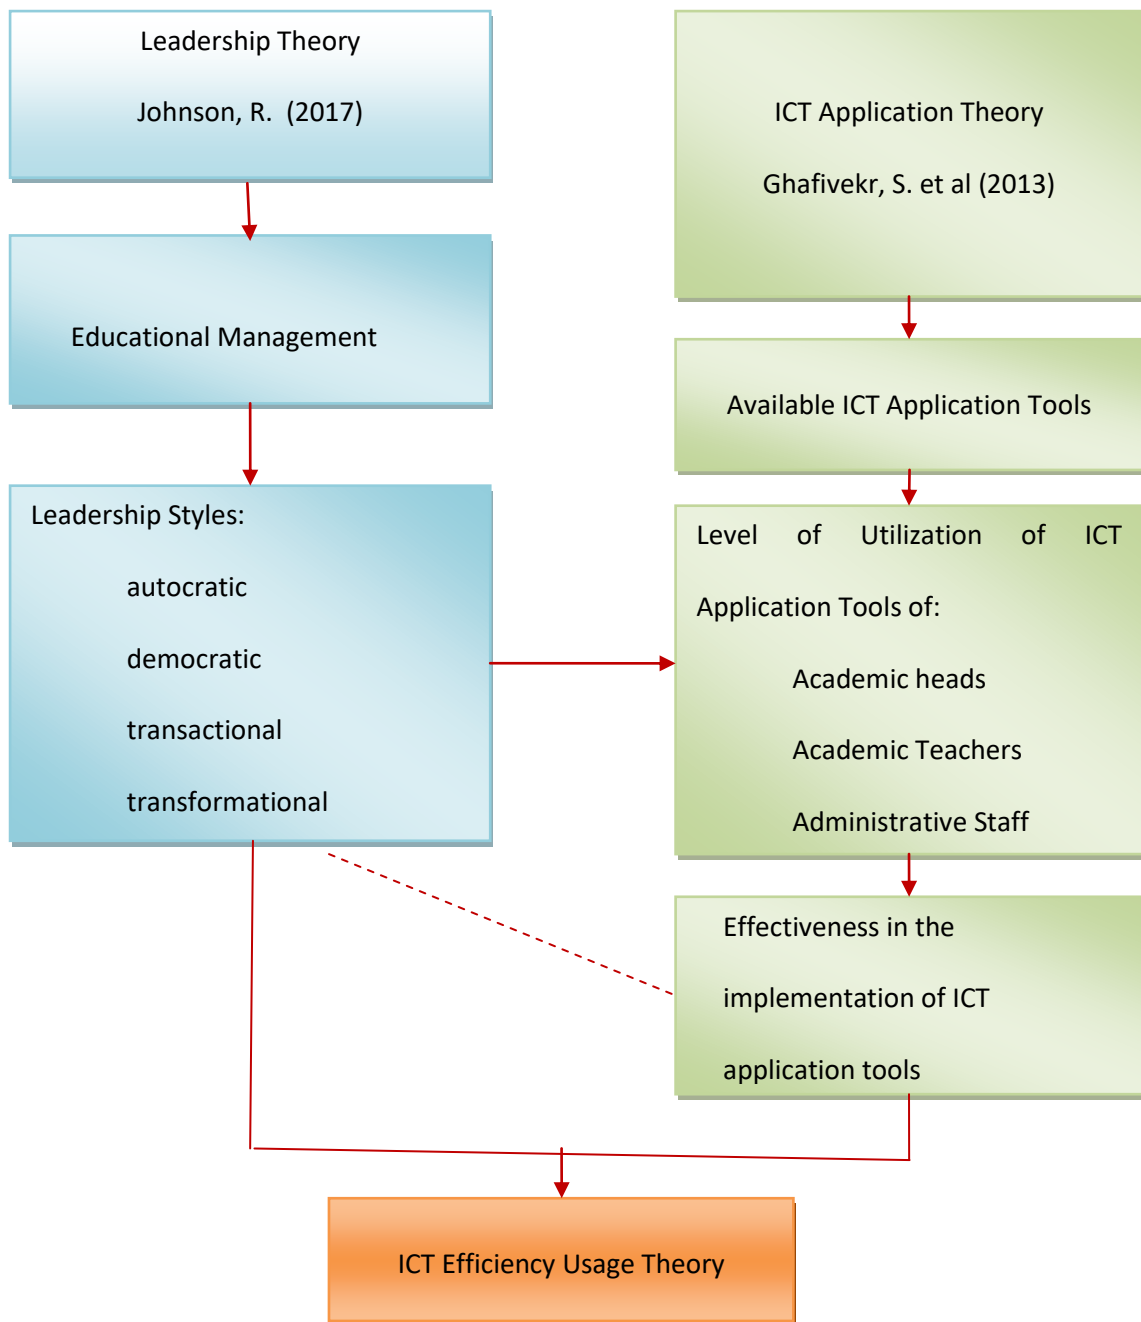 Leadership Theory
Johnson, R. (2017)
Educational Management
Leadership Styles:
autocratic
democratic
transactional
transformational
ICT Application Theory
Ghafivekr, S. et al (2013)
Available ICT Application Tools
Level of Utilization of ICT
Application Tools of:
Academic heads
Academic Teachers
Administrative Staff
Effectiveness in the
implementation of ICT
application tools
ICT Efficiency Usage Theory